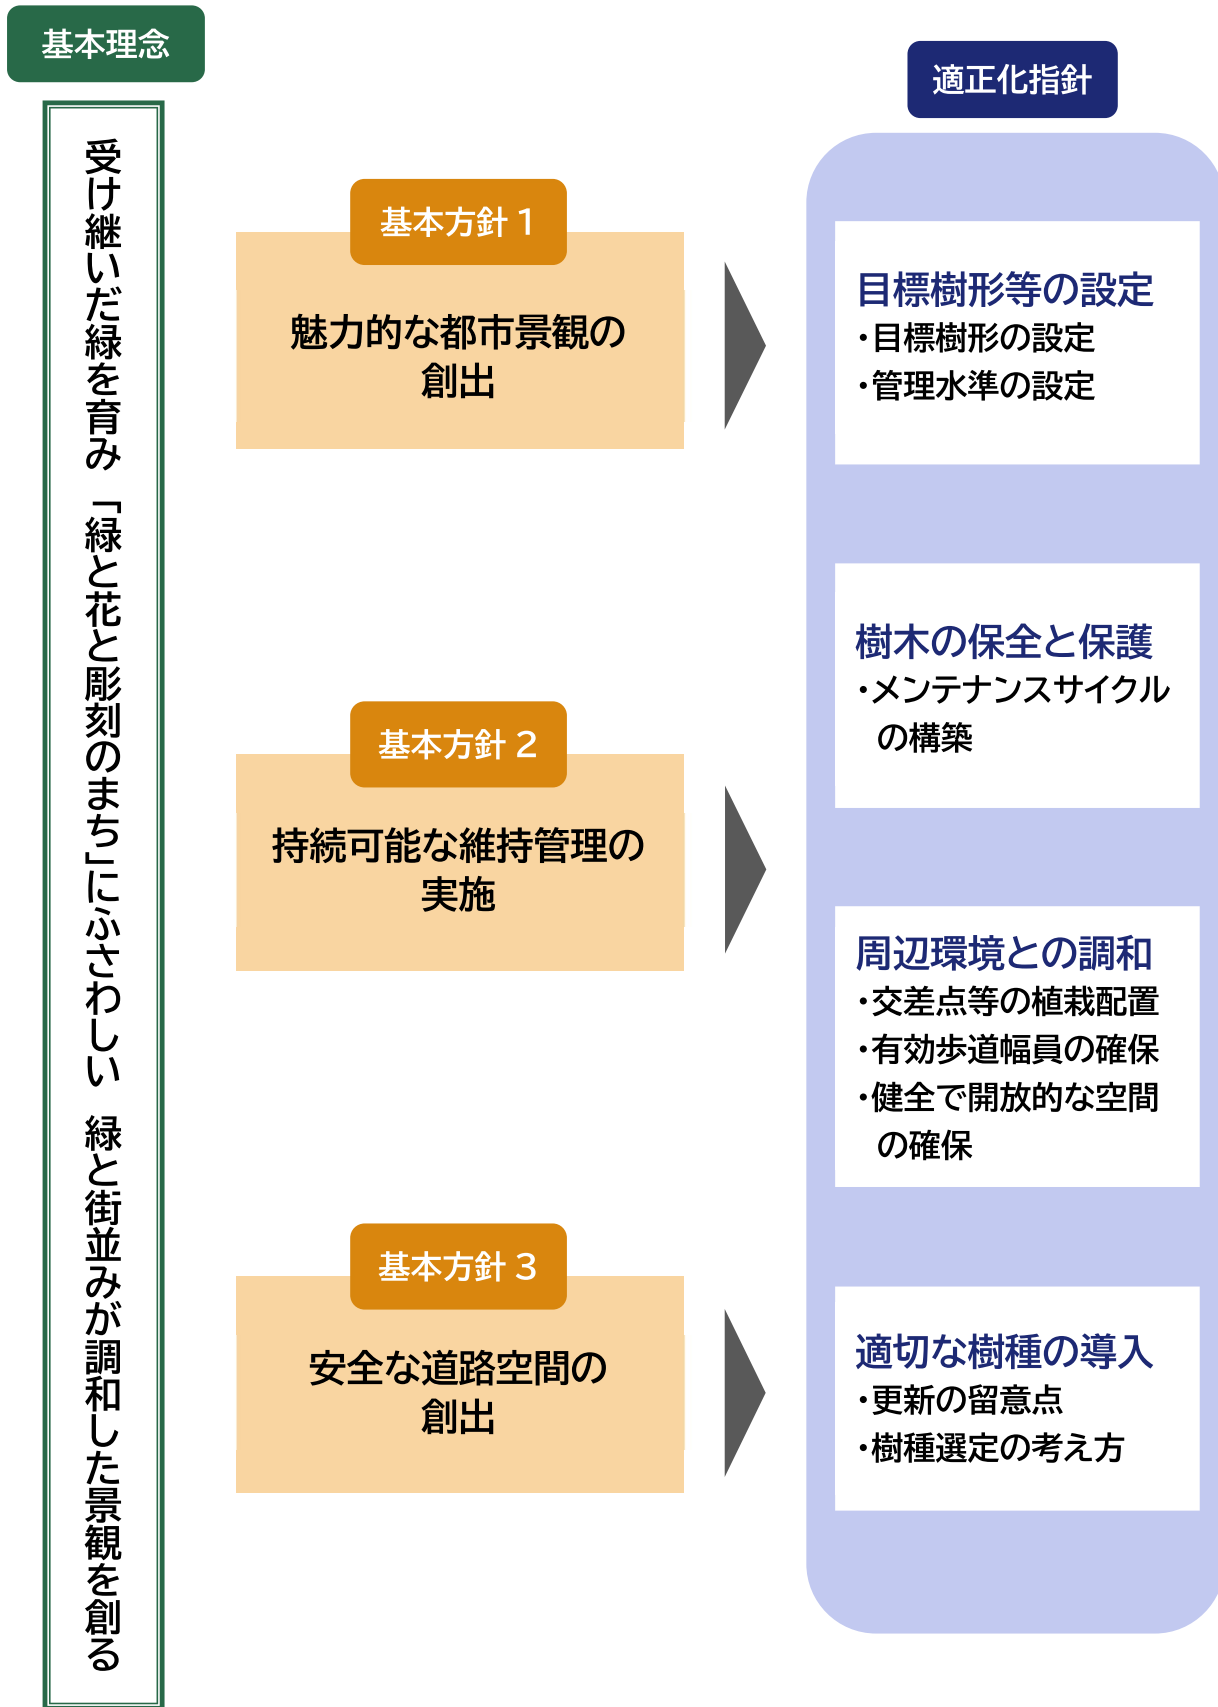 基本理念
受け継いだ緑を育み 「緑と花と彫刻のまち」にふさわしい 緑と街並みが調和した景観を創る
基本方針 1
魅力的な都市景観の
創出
基本方針 2
持続可能な維持管理の
実施
基本方針 3
安全な道路空間の
創出
適正化指針
目標樹形等の設定
・目標樹形の設定
・管理水準の設定
樹木の保全と保護
・メンテナンスサイクル
の構築
周辺環境との調和
・交差点等の植栽配置
・有効歩道幅員の確保
・健全で開放的な空間
の確保
適切な樹種の導入
・更新の留意点
・樹種選定の考え方